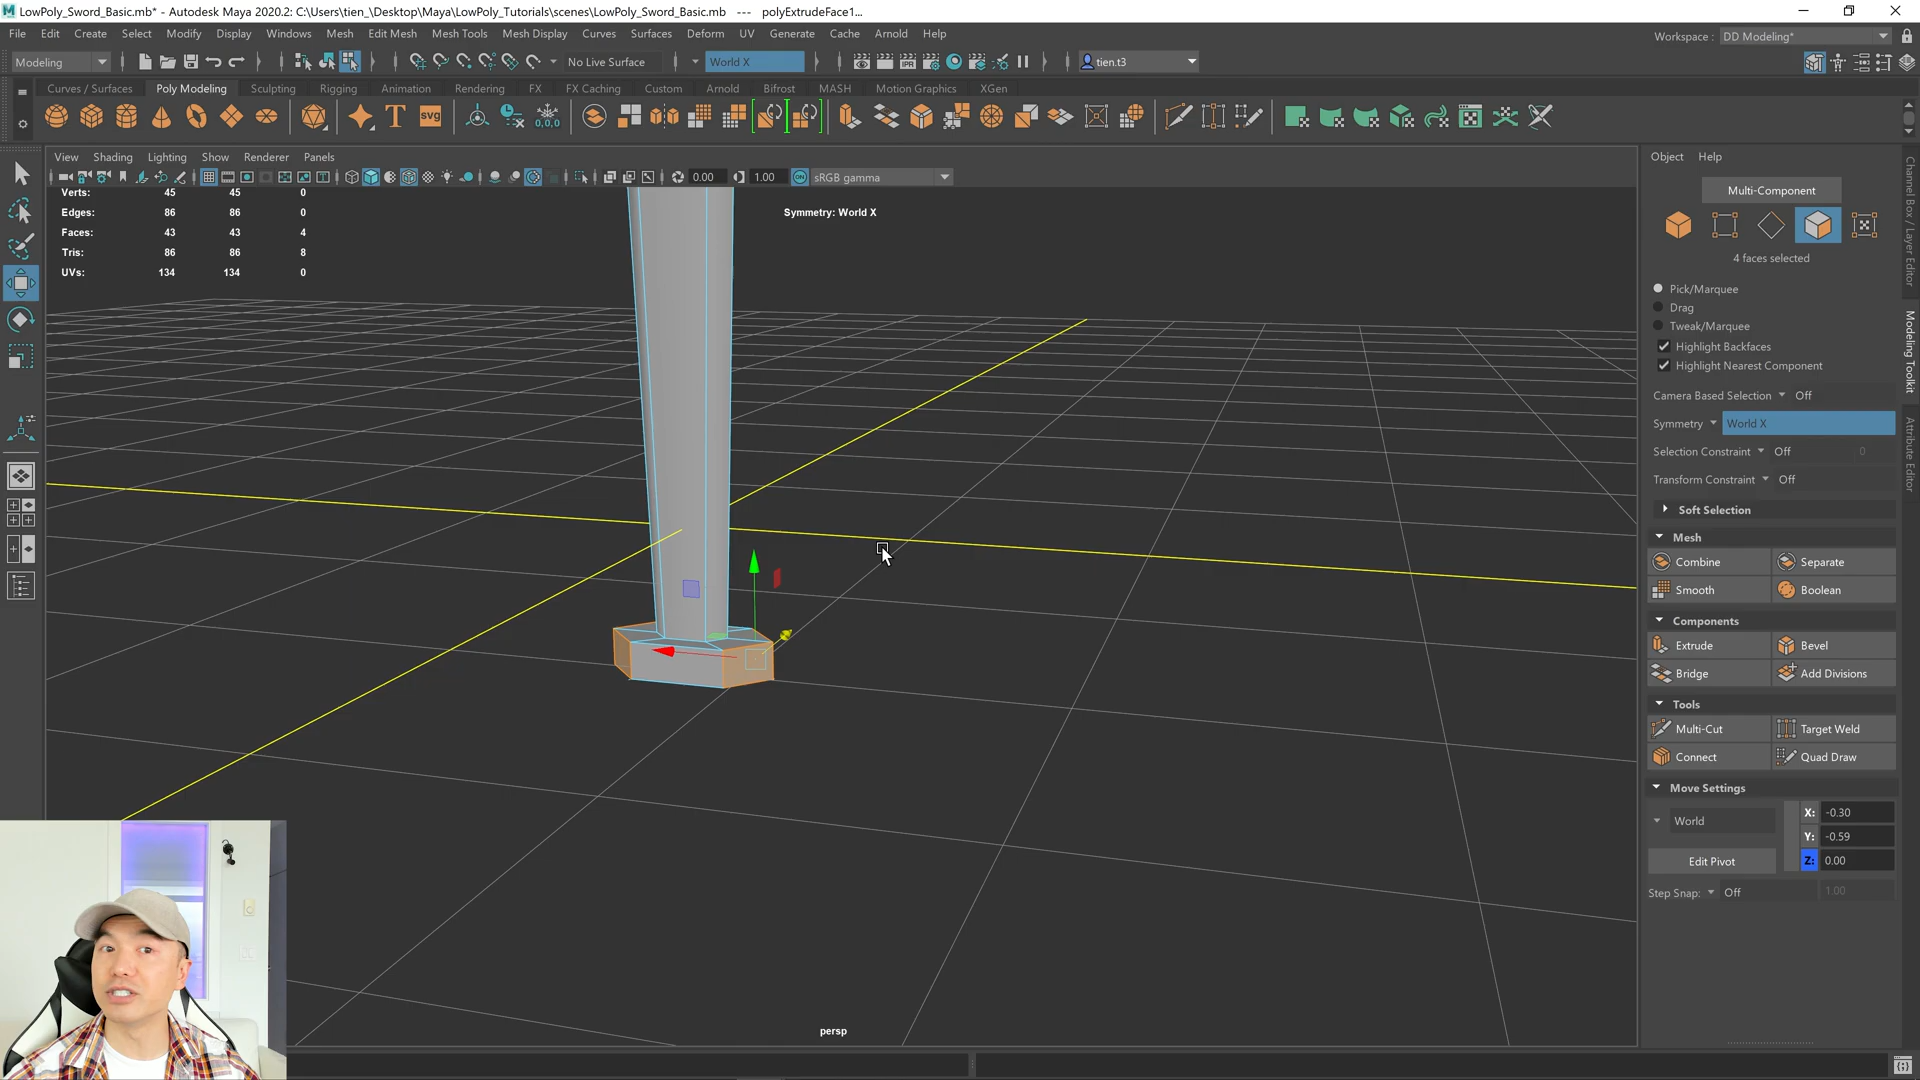 LowPoly_Sword_Basic.mb* - Autodesk Maya 2020.2: C:\Users\tien_\Desktop\Maya\LowPoly_Tutorials\scenes\LowPoly_Sword_Basic.mb --- polyExtrudeFace1...
File Edit Create Select Modify Display Windows Mesh Edit Mesh Mesh Tools Mesh Display Curves Surfaces Deform UV Generate Cache Arnold Help
Workspace : DD Modeling*
Modeling No Live Surface World X tien.t3
Curves / Surfaces Poly Modeling Sculpting Rigging Animation Rendering FX FX Caching Custom Arnold Bifrost MASH Motion Graphics XGen
T svg 0,0,0
View Shading Lighting Show Renderer Panels
0.00 1.00 ON sRGB gamma
Verts: 45 45 0
Edges: 86 86 0
Faces: 43 43 4
Tris: 86 86 8
UVs: 134 134 0
Symmetry: World X
persp
Object Help
Multi-Component
4 faces selected
Pick/Marquee
Drag
Tweak/Marquee
Highlight Backfaces
Highlight Nearest Component
Camera Based Selection Off
Symmetry World X
Selection Constraint Off 0
Transform Constraint Off
Soft Selection
Mesh
Combine Separate
Smooth Boolean
Components
Extrude Bevel
Bridge Add Divisions
Tools
Multi-Cut Target Weld
Connect Quad Draw
Move Settings
World X: -0.30
Y: -0.59
Edit Pivot Z: 0.00
Step Snap: Off 1.00
Channel Box / Layer Editor
Modeling Toolkit
Attribute Editor